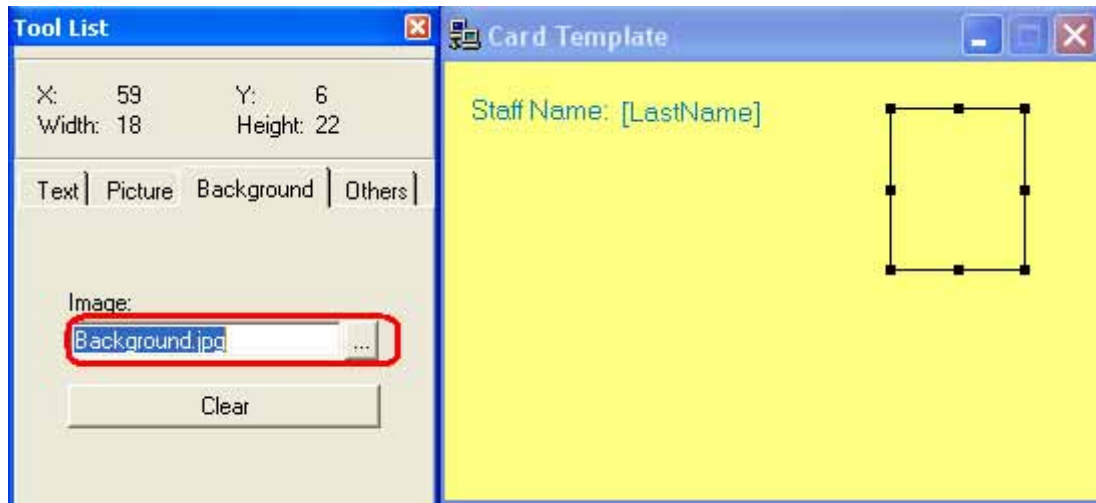 Tool List
X: 59 Y: 6
Width: 18 Height: 22
Text Picture Background Others
Image:
Background.jpg ...
Clear
Card Template
Staff Name: [LastName]